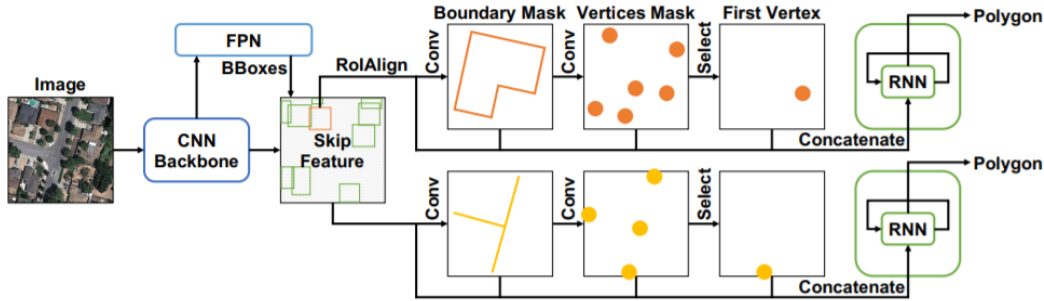 Boundary Mask Vertices Mask First Vertex
Polygon
FPN
BBoxes
RoIAlign
Conv
Conv
Select
RNN
Image
CNN
Backbone
Skip
Feature
Concatenate
Polygon
Conv
Conv
Select
RNN
Concatenate